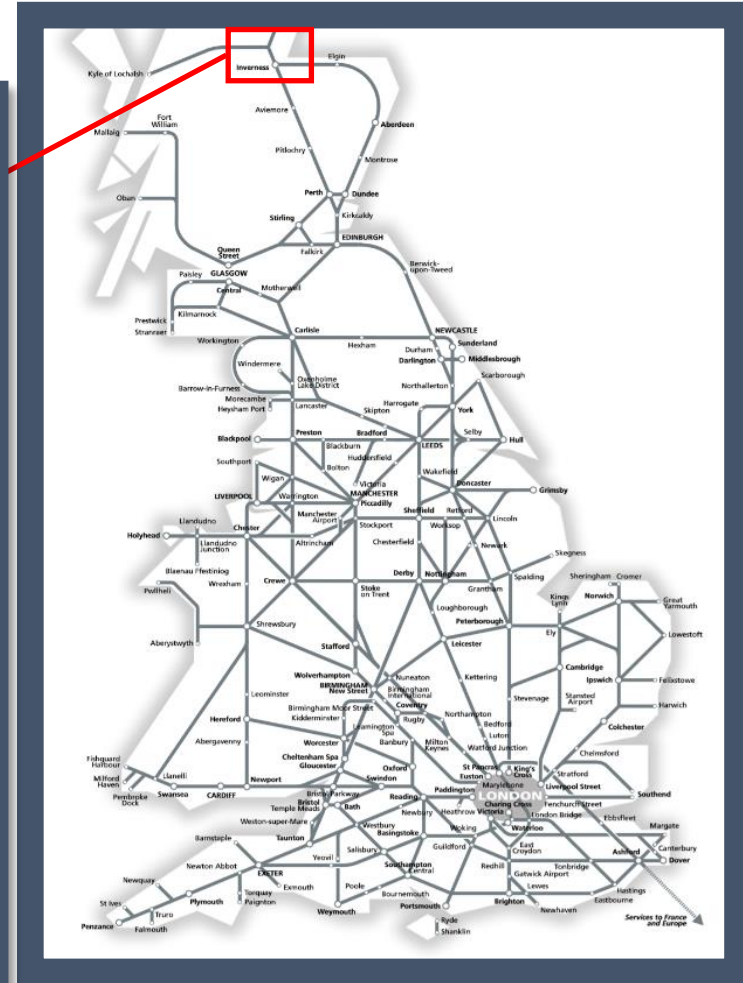 Kyle of Lochalsh
Inverness
Elgin
Aviemore
Fort
William
Mallaig
Aberdeen
Pitlochry
Montrose
Perth
Dundee
Oban
Stirling
Kirkcaldy
EDINBURGH
Queen
Street
Falkirk
Berwick-
upon-Tweed
Paisley
GLASGOW
Central
Motherwell
Prestwick
Stranraer
Kilmarnock
Carlisle
NEWCASTLE
Workington
Hexham
Sunderland
Durham
Darlington
Middlesbrough
Windermere
Scarborough
Oxenholme
Lake District
Barrow-in-Furness
Northallerton
Morecambe
Heysham Port
Lancaster
Harrogate
York
Skipton
Preston
Bradford
Selby
Blackpool
Blackburn
LEEDS
Hull
Huddersfield
Southport
Bolton
Wigan
Victoria
Wakefield
MANCHESTER
Piccadilly
Doncaster
Grimsby
LIVERPOOL
Warrington
Sheffield
Retford
Manchester
Airport
Stockport
Worksop
Lincoln
Llandudno
Chester
Holyhead
Llandudno
Junction
Altrincham
Chesterfield
Newark
Skegness
Blaenau Ffestiniog
Wrexham
Crewe
Stoke
on Trent
Derby
Nottingham
Grantham
Spalding
Sheringham
Cromer
Pwllheli
Kings
Lynn
Norwich
Great
Yarmouth
Loughborough
Peterborough
Shrewsbury
Ely
Lowestoft
Aberystwyth
Stafford
Leicester
Wolverhampton
Cambridge
BIRMINGHAM
New Street
Nuneaton
Birmingham
International
Kettering
Ipswich
Felixstowe
Leominster
Stansted
Airport
Stevenage
Birmingham Moor Street
Coventry
Harwich
Kidderminster
Rugby
Northampton
Hereford
Leamington
Spa
Bedford
Colchester
Abergavenny
Worcester
Banbury
Milton
Keynes
Luton
Watford Junction
Chelmsford
Fishguard
Harbour
Cheltenham Spa
Gloucester
Oxford
St Pancras
Euston
King's
Cross
Stratford
Milford
Haven
Llanelli
Newport
Swindon
Marylebone
Liverpool Street
Pembroke
Dock
Swansea
CARDIFF
Bristol Parkway
Reading
Paddington
LONDON
Southend
Bristol
Temple Meads
Bath
Newbury
Heathrow
Victoria
Charing Cross
Fenchurch Street
London Bridge
Ebbsfleet
Weston-super-Mare
Westbury
Basingstoke
Woking
Waterloo
Margate
Barnstaple
Taunton
Salisbury
Guildford
East
Croydon
Canterbury
Newton Abbot
Yeovil
Southampton
Central
Redhill
Tonbridge
Ashford
Dover
EXETER
Gatwick Airport
Newquay
Exmouth
Poole
Bournemouth
Lewes
Hastings
Eastbourne
St Ives
Torquay
Paignton
Weymouth
Portsmouth
Brighton
Newhaven
Truro
Plymouth
Penzance
Falmouth
Ryde
Shanklin
Services to France
and Europe